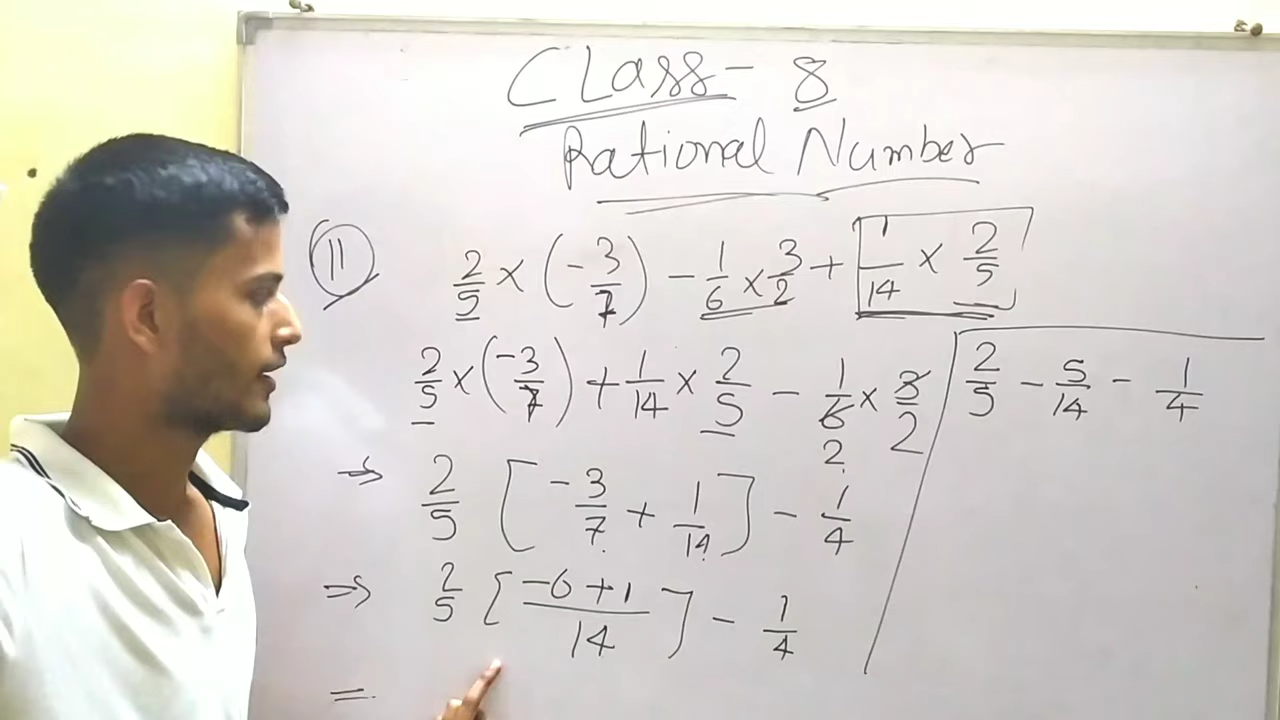 CLass - 8
Rational Number
(11) 2/5 × (-3/7) - 1/6 × 3/2 + 1/14 × 2/5
2/5 × (-3/7) + 1/14 × 2/5 - 1/6 × 3/2
2
2
⇒ 2/5 [-3/7 + 1/14] - 1/4
⇒ 2/5 [(-6+1)/14] - 1/4
=
2/5 - 5/14 - 1/4